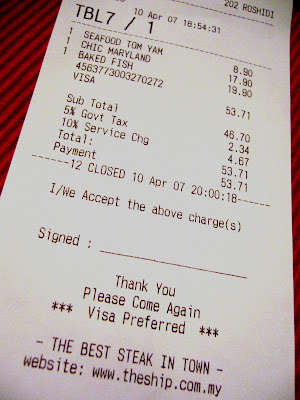 202 ROSHIDI
10 Apr 07 18:54:31
TBL7 / 1
1 SEAFOOD TOM YAM 8.90
1 CHIC MARYLAND 17.90
1 BAKED FISH 19.90
4563773003270272
VISA 53.71
Sub Total 46.70
5% Govt Tax 2.34
10% Service Chg 4.67
Total: 53.71
Payment 53.71
------12 CLOSED 10 Apr 07 20:00:18------
I/We Accept the above charge(s)
Signed : ____________________
Thank You
Please Come Again
*** Visa Preferred ***
- THE BEST STEAK IN TOWN -
website: www.theship.com.my